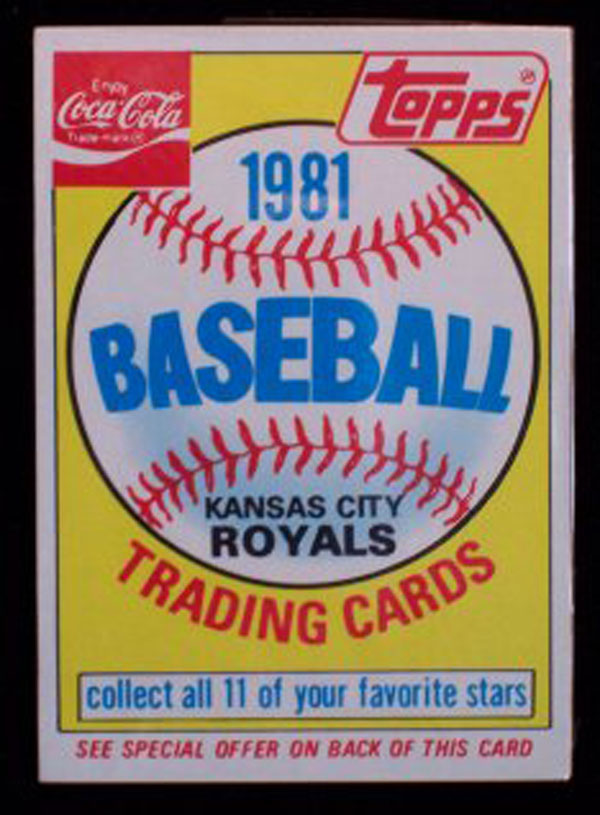 Enjoy
Coca-Cola
Trade-mark®
topps®
1981
BASEBALL
KANSAS CITY
ROYALS
TRADING CARDS
collect all 11 of your favorite stars
SEE SPECIAL OFFER ON BACK OF THIS CARD